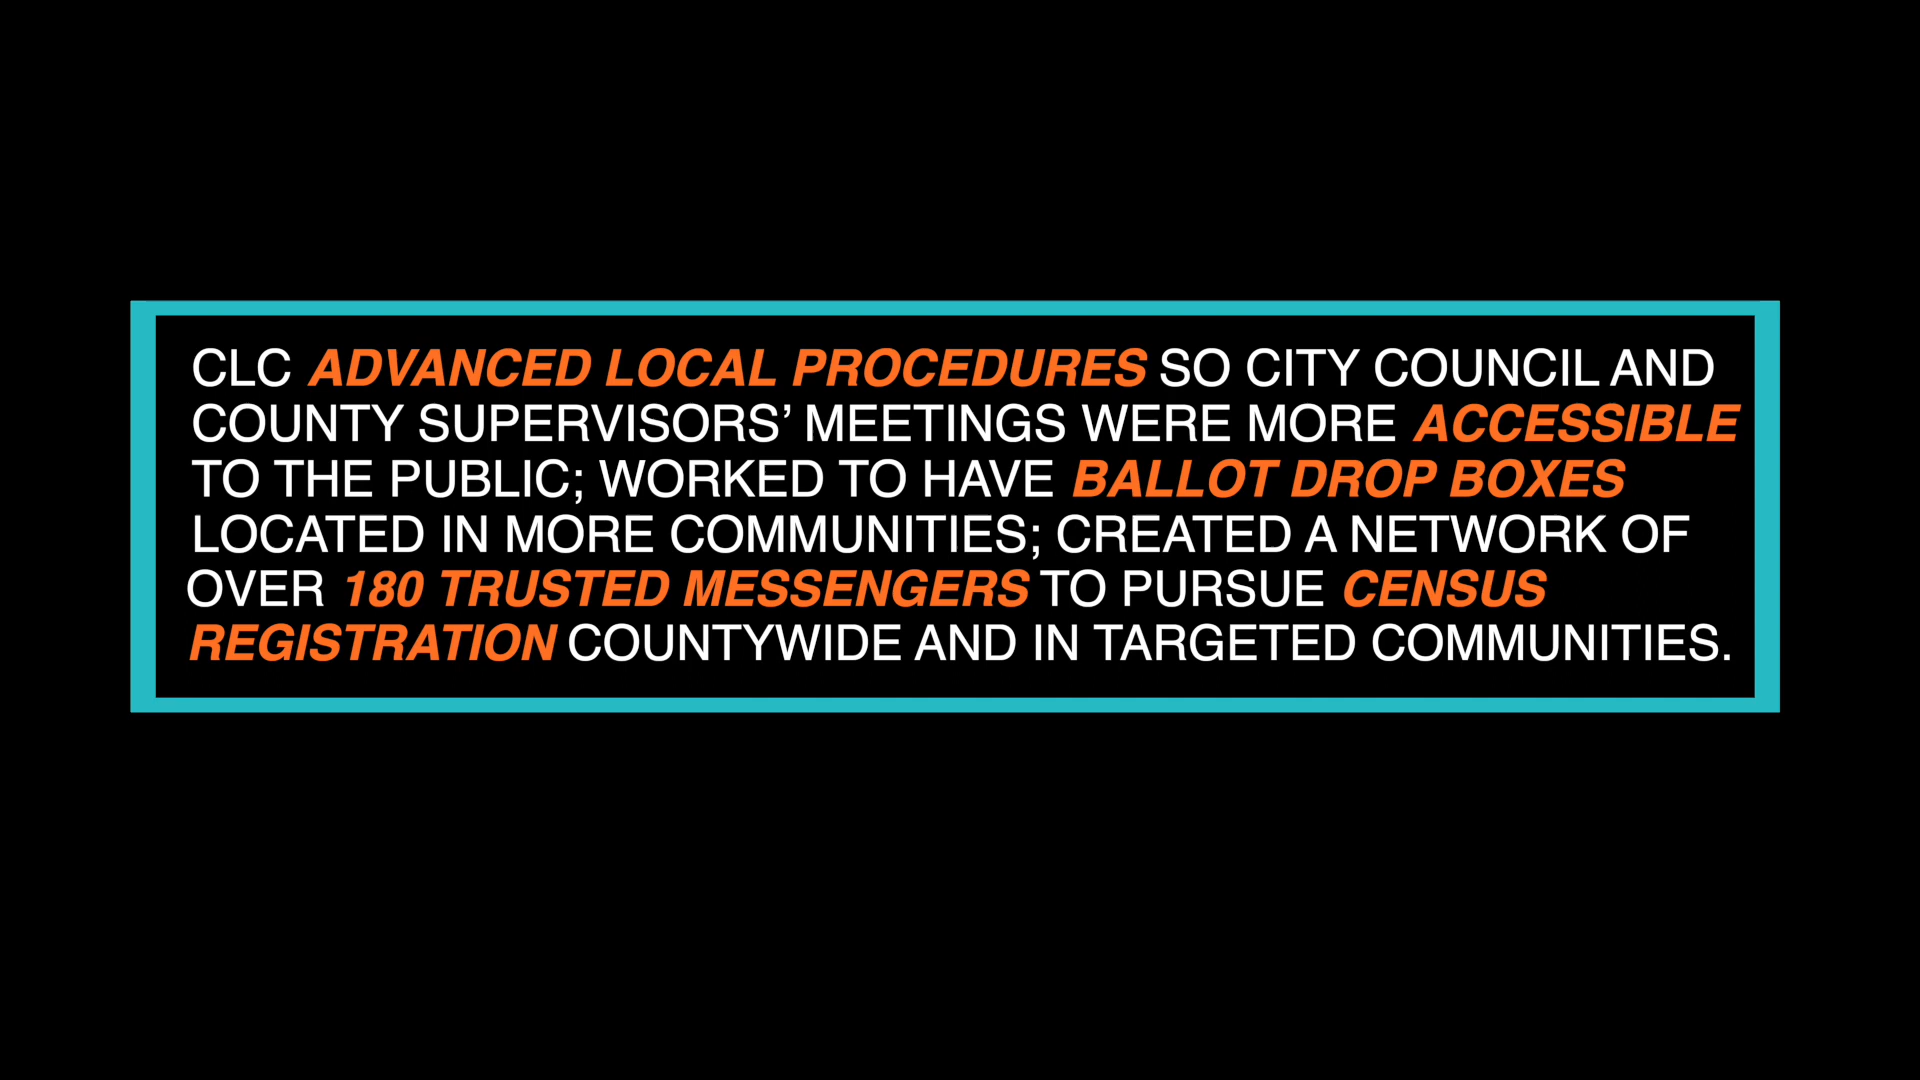 CLC ADVANCED LOCAL PROCEDURES SO CITY COUNCIL AND
COUNTY SUPERVISORS’ MEETINGS WERE MORE ACCESSIBLE
TO THE PUBLIC; WORKED TO HAVE BALLOT DROP BOXES
LOCATED IN MORE COMMUNITIES; CREATED A NETWORK OF
OVER 180 TRUSTED MESSENGERS TO PURSUE CENSUS
REGISTRATION COUNTYWIDE AND IN TARGETED COMMUNITIES.